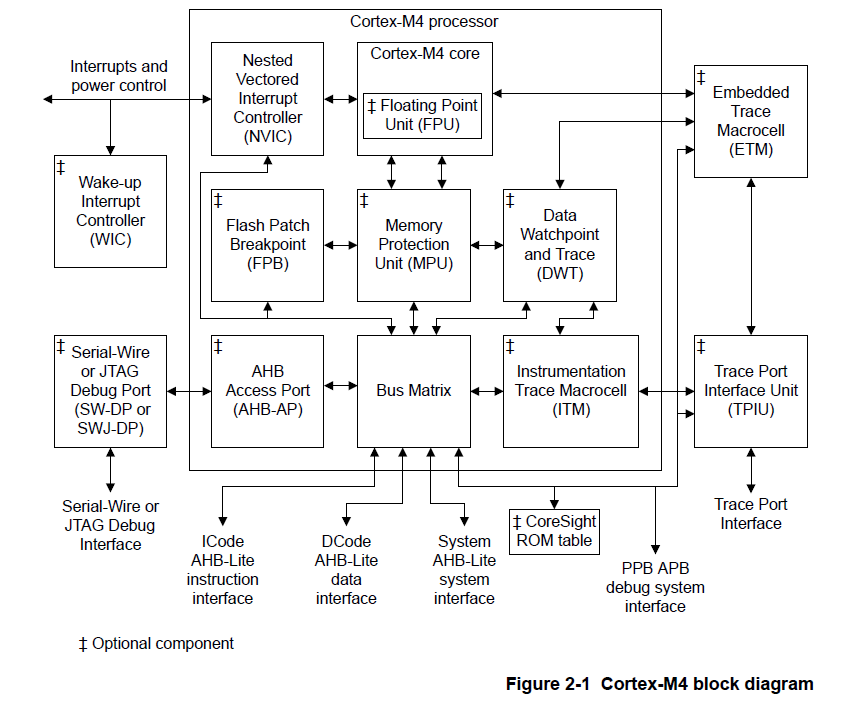 Cortex-M4 processor
Interrupts and
power control
Nested
Vectored
Interrupt
Controller
(NVIC)
Cortex-M4 core
‡ Floating Point
Unit (FPU)
‡
Embedded
Trace
Macrocell
(ETM)
‡
Wake-up
Interrupt
Controller
(WIC)
‡
Flash Patch
Breakpoint
(FPB)
‡
Memory
Protection
Unit (MPU)
‡
Data
Watchpoint
and Trace
(DWT)
‡
Serial-Wire
or JTAG
Debug Port
(SW-DP or
SWJ-DP)
‡
AHB
Access Port
(AHB-AP)
Bus Matrix
‡
Instrumentation
Trace Macrocell
(ITM)
‡
Trace Port
Interface Unit
(TPIU)
Serial-Wire or
JTAG Debug
Interface
ICode
AHB-Lite
instruction
interface
DCode
AHB-Lite
data
interface
System
AHB-Lite
system
interface
‡ CoreSight
ROM table
PPB APB
debug system
interface
Trace Port
Interface
‡ Optional component
Figure 2-1 Cortex-M4 block diagram